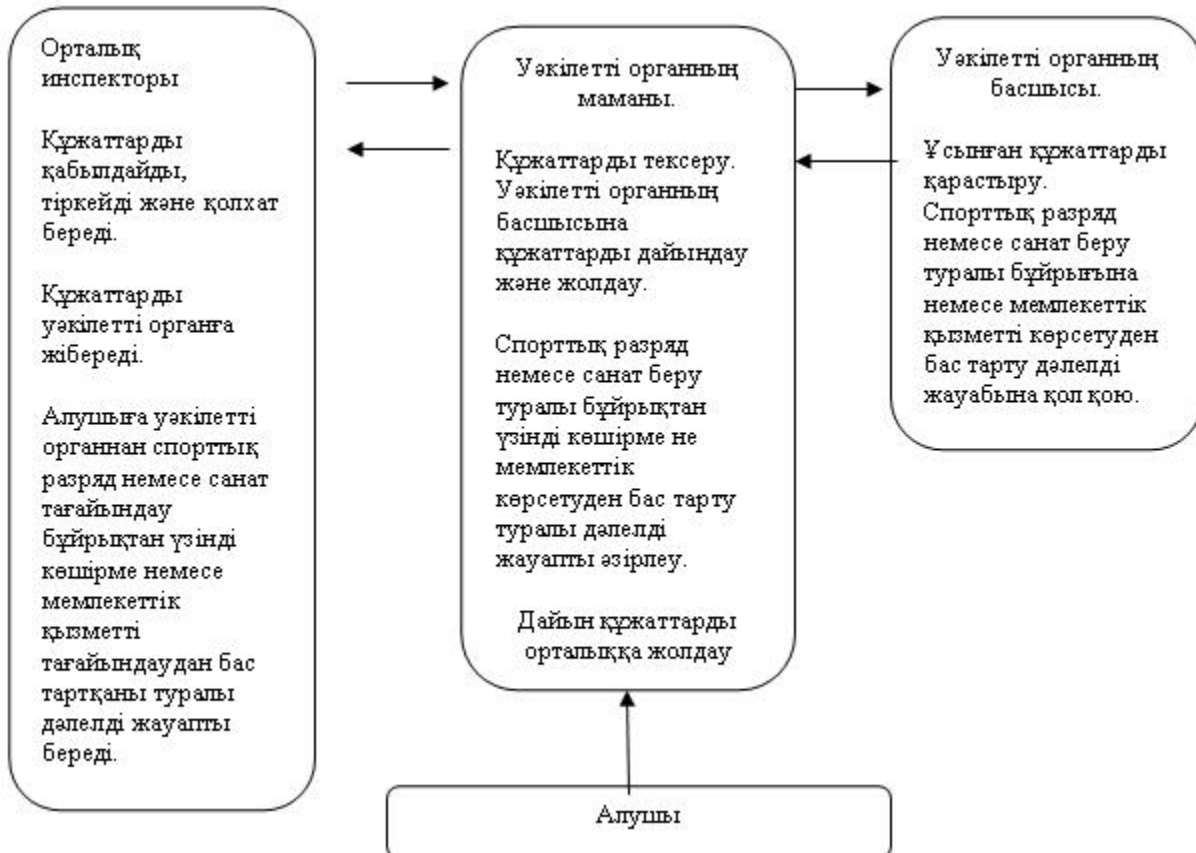 Орталық
инспекторы
Құжаттарды
қабылдайды,
тіркейді және қолхат
береді.
Құжаттарды
уәкілетті органға
жібереді.
Алушыға уәкілетті
органнан спорттық
разряд немесе санат
тағайындау
бұйрықтан үзінді
көшірме немесе
мемлекеттік
қызметті
тағайындаудан бас
тартқаны туралы
дәлелді жауапты
береді.
Уәкілетті органның
маманы.
Құжаттарды тексеру.
Уәкілетті органның
басшысына
құжаттарды дайындау
және жолдау.
Спорттық разряд
немесе санат беру
туралы бұйрықтан
үзінді көшірме не
мемлекеттік
көрсетуден бас тарту
туралы дәлелді
жауапты әзірлеу.
Дайын құжаттарды
орталыққа жолдау
Уәкілетті органның
басшысы.
Ұсынған құжаттарды
қарастыру.
Спорттық разряд
немесе санат беру
туралы бұйрығына
немесе мемлекеттік
қызметті көрсетуден
бас тарту дәлелді
жауабына қол қою.
Алушы